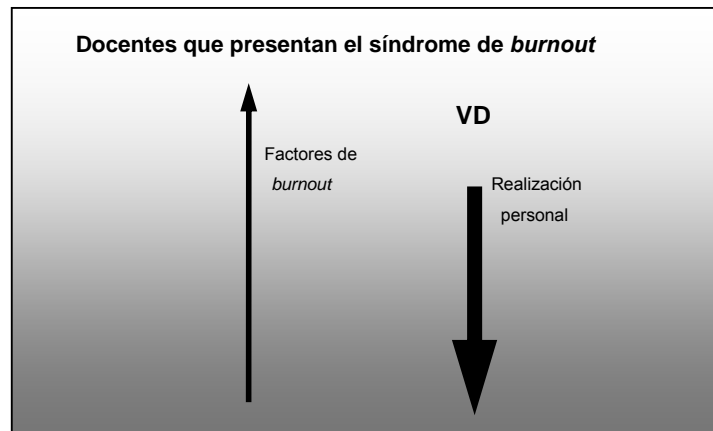 Docentes que presentan el síndrome de burnout
VD
Factores de
burnout
Realización
personal